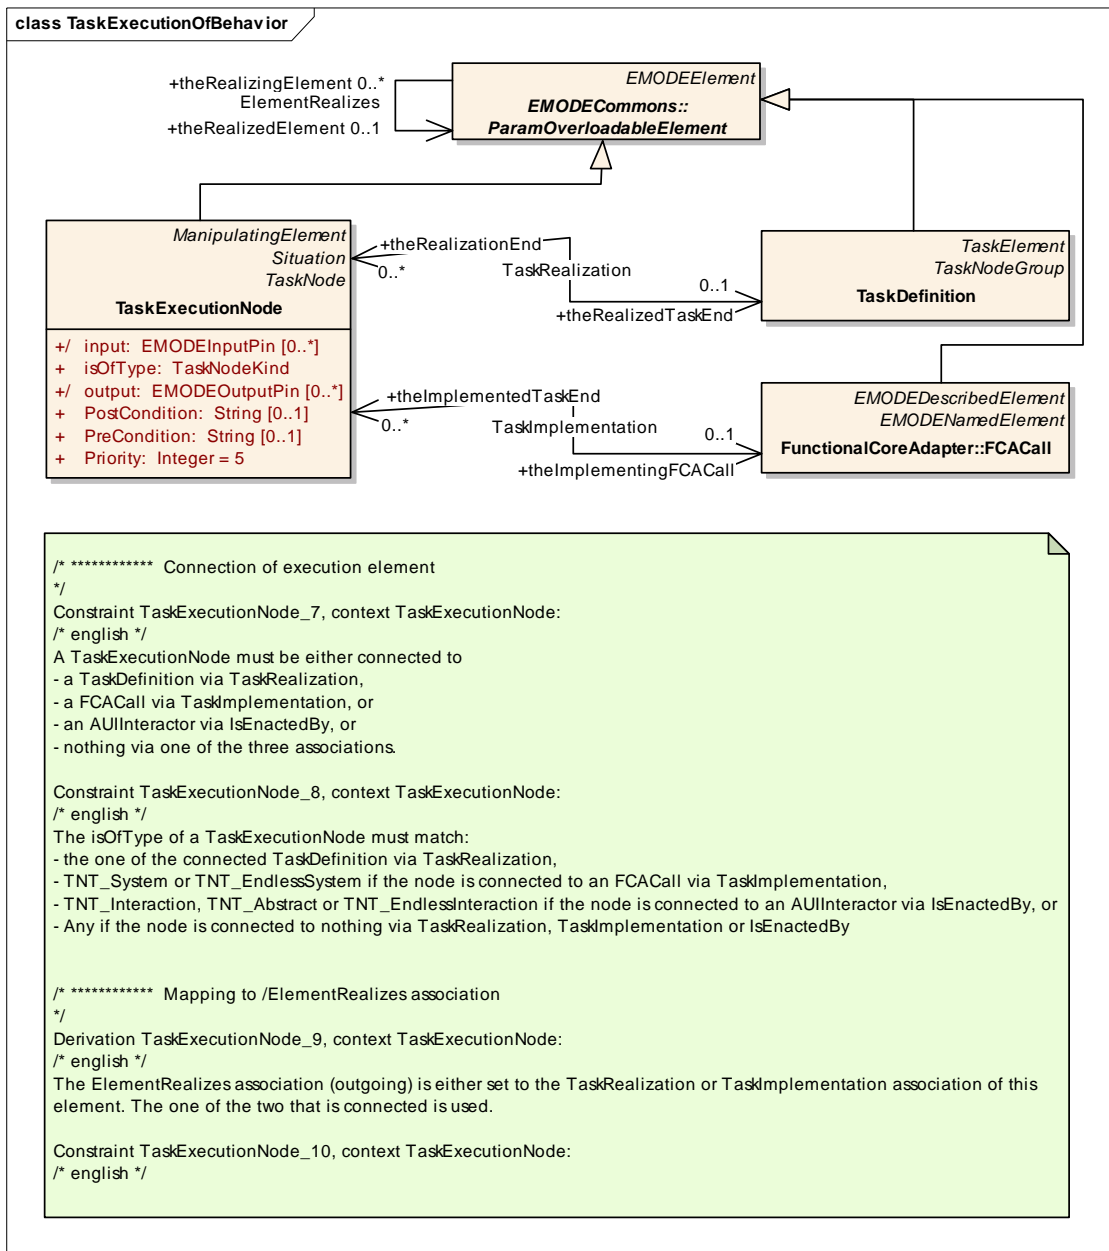 class TaskExecutionOfBehavior
+theRealizingElement 0..*
ElementRealizes
+theRealizedElement 0..1
EMODEElement
EMODECommons::
ParamOverloadableElement
ManipulatingElement
Situation
TaskNode
TaskExecutionNode
+/ input: EMODEInputPin [0..*]
+ isOfType: TaskNodeKind
+/ output: EMODEOutputPin [0..*]
+ PostCondition: String [0..1]
+ PreCondition: String [0..1]
+ Priority: Integer = 5
+theRealizationEnd
0..*
TaskRealization
0..1
+theRealizedTaskEnd
TaskElement
TaskNodeGroup
TaskDefinition
+theImplementedTaskEnd
0..*
TaskImplementation
0..1
+theImplementingFCACall
EMODEDescribedElement
EMODENamedElement
FunctionalCoreAdapter::FCACall
/* ************ Connection of execution element
*/
Constraint TaskExecutionNode_7, context TaskExecutionNode:
/* english */
A TaskExecutionNode must be either connected to
- a TaskDefinition via TaskRealization,
- a FCACall via TaskImplementation, or
- an AUIInteractor via IsEnactedBy, or
- nothing via one of the three associations.
Constraint TaskExecutionNode_8, context TaskExecutionNode:
/* english */
The isOfType of a TaskExecutionNode must match:
- the one of the connected TaskDefinition via TaskRealization,
- TNT_System or TNT_EndlessSystem if the node is connected to an FCACall via TaskImplementation,
- TNT_Interaction, TNT_Abstract or TNT_EndlessInteraction if the node is connected to an AUIInteractor via IsEnactedBy, or
- Any if the node is connected to nothing via TaskRealization, TaskImplementation or IsEnactedBy
/* ************ Mapping to /ElementRealizes association
*/
Derivation TaskExecutionNode_9, context TaskExecutionNode:
/* english */
The ElementRealizes association (outgoing) is either set to the TaskRealization or TaskImplementation association of this
element. The one of the two that is connected is used.
Constraint TaskExecutionNode_10, context TaskExecutionNode:
/* english */